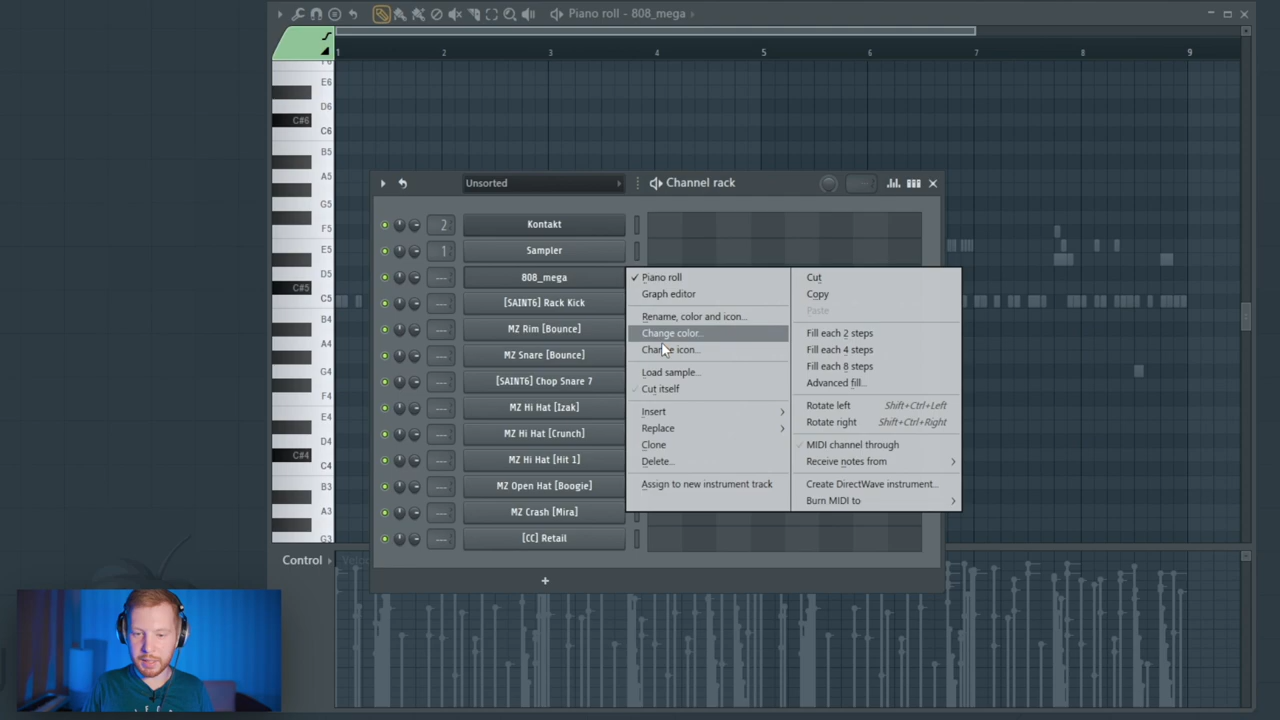 Piano roll - 808_mega
1 2 3 4 5 6 7 8 9
E6
D6
C#6
C6
B5
A5
G5
F5
E5
D5
C#5
C5
B4
A4
G4
F4
E4
D4
C#4
C4
B3
A3
G3
Unsorted
Channel rack
2 Kontakt
1 Sampler
--- 808_mega
--- [SAINT6] Rack Kick
--- MZ Rim [Bounce]
--- MZ Snare [Bounce]
--- [SAINT6] Chop Snare 7
--- MZ Hi Hat [Izak]
--- MZ Hi Hat [Crunch]
--- MZ Hi Hat [Hit 1]
--- MZ Open Hat [Boogie]
--- MZ Crash [Mira]
--- [CC] Retail
+
Piano roll
Graph editor
Rename, color and icon...
Change color...
Change icon...
Load sample...
Cut itself
Insert
Replace
Clone
Delete...
Assign to new instrument track
Cut
Copy
Paste
Fill each 2 steps
Fill each 4 steps
Fill each 8 steps
Advanced fill...
Rotate left Shift+Ctrl+Left
Rotate right Shift+Ctrl+Right
MIDI channel through
Receive notes from
Create DirectWave instrument...
Burn MIDI to
Control